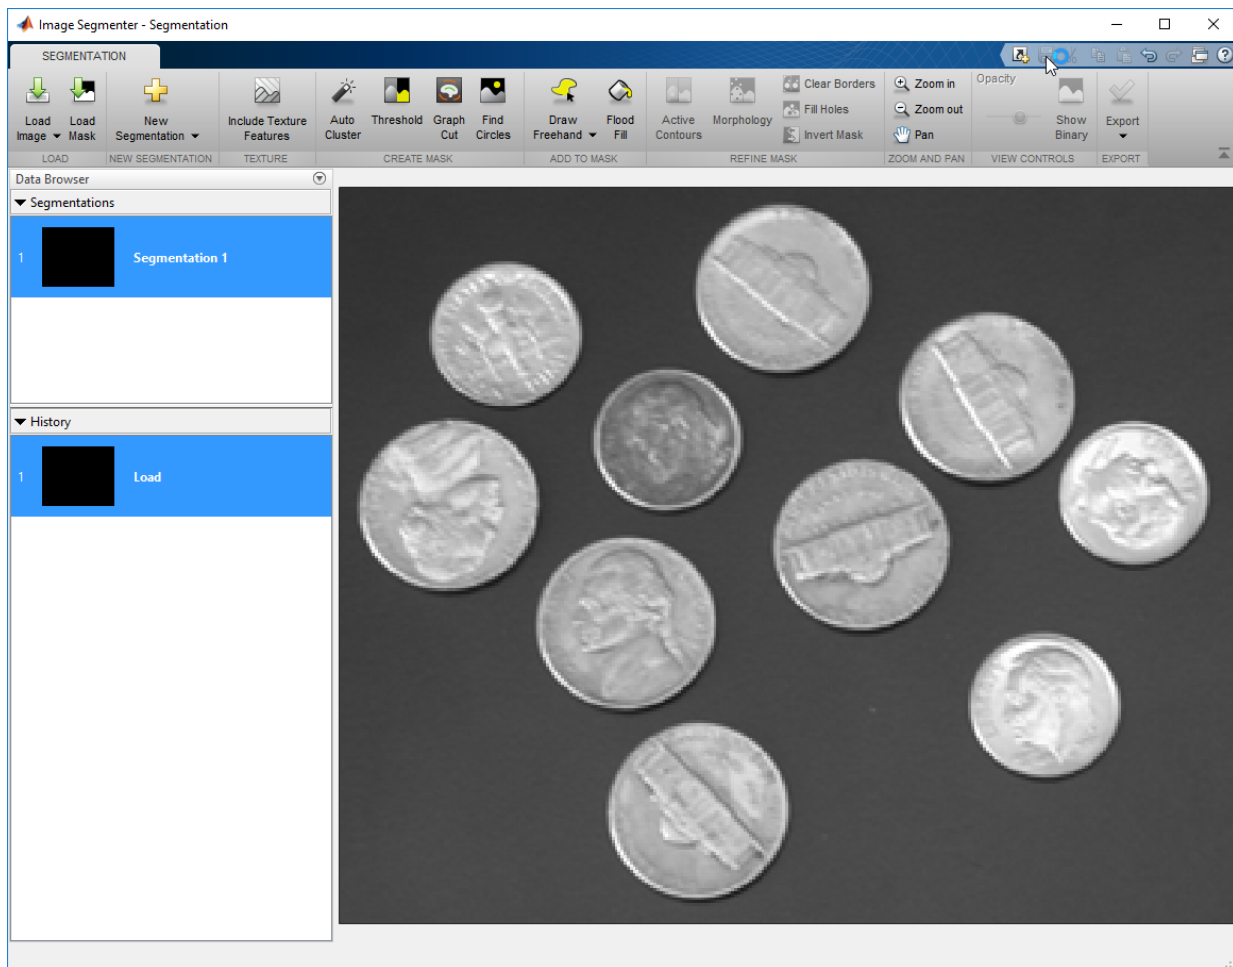 Image Segmenter - Segmentation
SEGMENTATION
Load Image
Load Mask
New Segmentation
Include Texture Features
Auto Cluster
Threshold
Graph Cut
Find Circles
Draw Freehand
Flood Fill
Active Contours
Morphology
Clear Borders
Fill Holes
Invert Mask
Zoom in
Zoom out
Pan
Opacity
Show Binary
Export
LOAD
NEW SEGMENTATION
TEXTURE
CREATE MASK
ADD TO MASK
REFINE MASK
ZOOM AND PAN
VIEW CONTROLS
EXPORT
Data Browser
Segmentations
1
Segmentation 1
History
1
Load